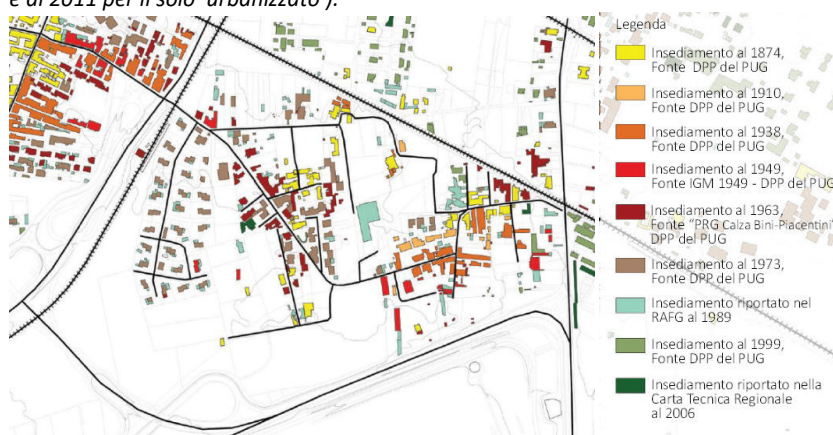 e al 2011 per il solo "urbanizzato").
Legenda
Insediamento al 1874,
Fonte DPP del PUG
Insediamento al 1910,
Fonte DPP del PUG
Insediamento al 1938,
Fonte DPP del PUG
Insediamento al 1949,
Fonte IGM 1949 - DPP del PUG
Insediamento al 1963,
Fonte "PRG Calza Bini-Piacentini"
DPP del PUG
Insediamento al 1973,
Fonte DPP del PUG
Insediamento riportato nel
RAFG al 1989
Insediamento al 1999,
Fonte DPP del PUG
Insediamento riportato nella
Carta Tecnica Regionale
al 2006